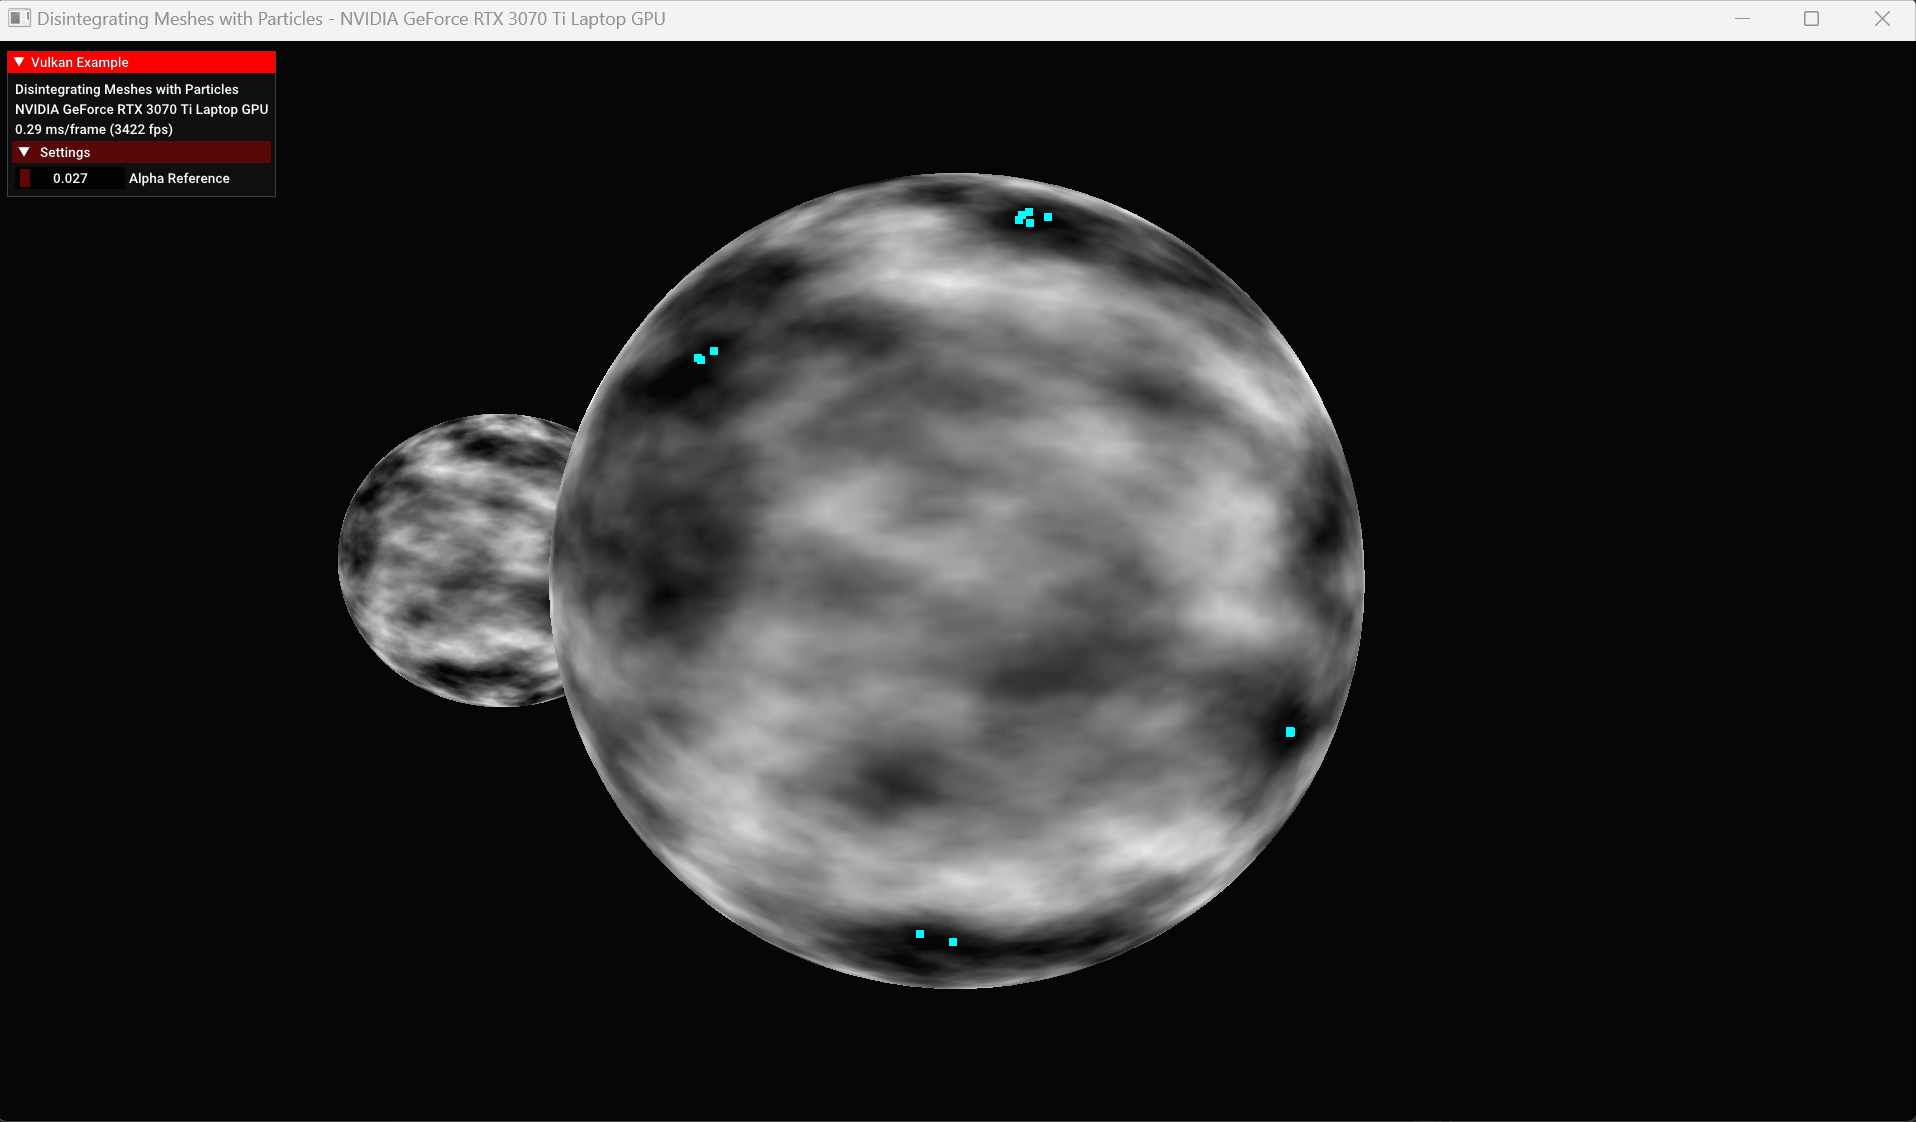 Disintegrating Meshes with Particles - NVIDIA GeForce RTX 3070 Ti Laptop GPU
Vulkan Example
Disintegrating Meshes with Particles
NVIDIA GeForce RTX 3070 Ti Laptop GPU
0.29 ms/frame (3422 fps)
Settings
0.027 Alpha Reference